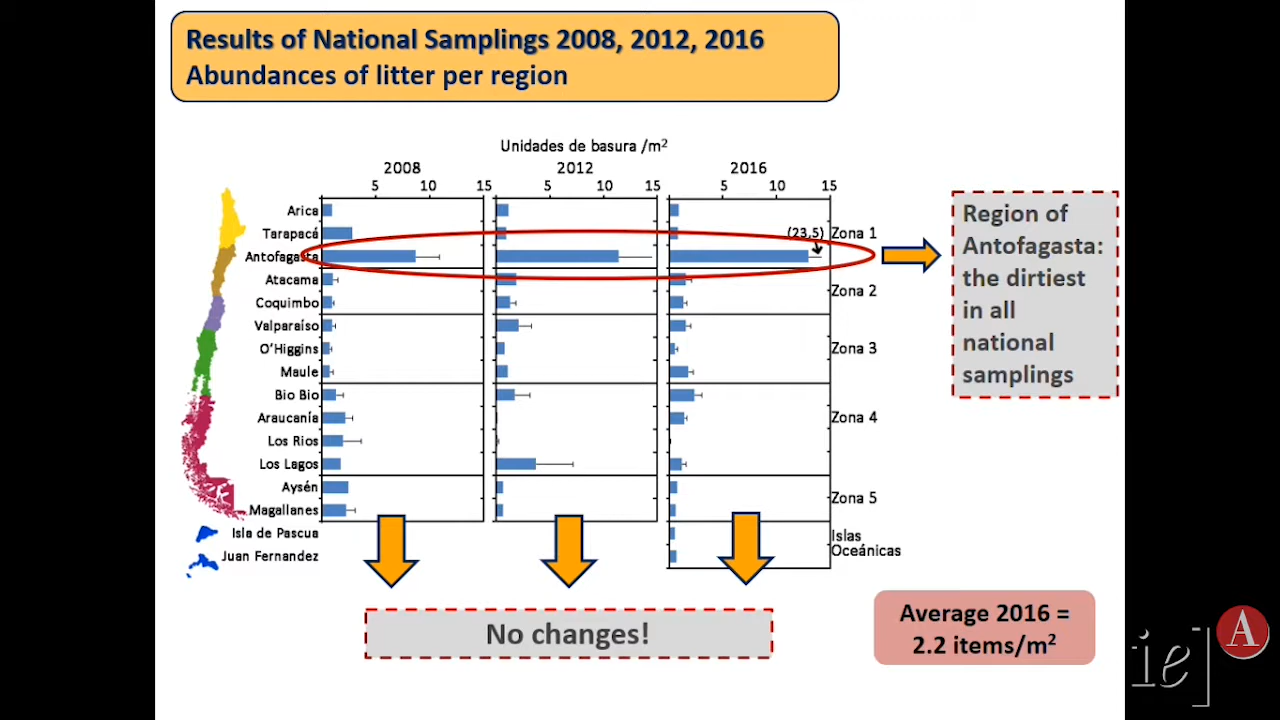 Results of National Samplings 2008, 2012, 2016
Abundances of litter per region
Unidades de basura /m²
2008
2012
2016
5 10 15
5 10 15
5 10 15
Arica
Tarapacá
Antofagasta
Atacama
Coquimbo
Valparaíso
O'Higgins
Maule
Bio Bio
Araucanía
Los Rios
Los Lagos
Aysén
Magallanes
Isla de Pascua
Juan Fernandez
(23,5)
Zona 1
Zona 2
Zona 3
Zona 4
Zona 5
Islas
Oceánicas
Region of
Antofagasta:
the dirtiest
in all
national
samplings
No changes!
Average 2016 =
2.2 items/m²
ie]
A